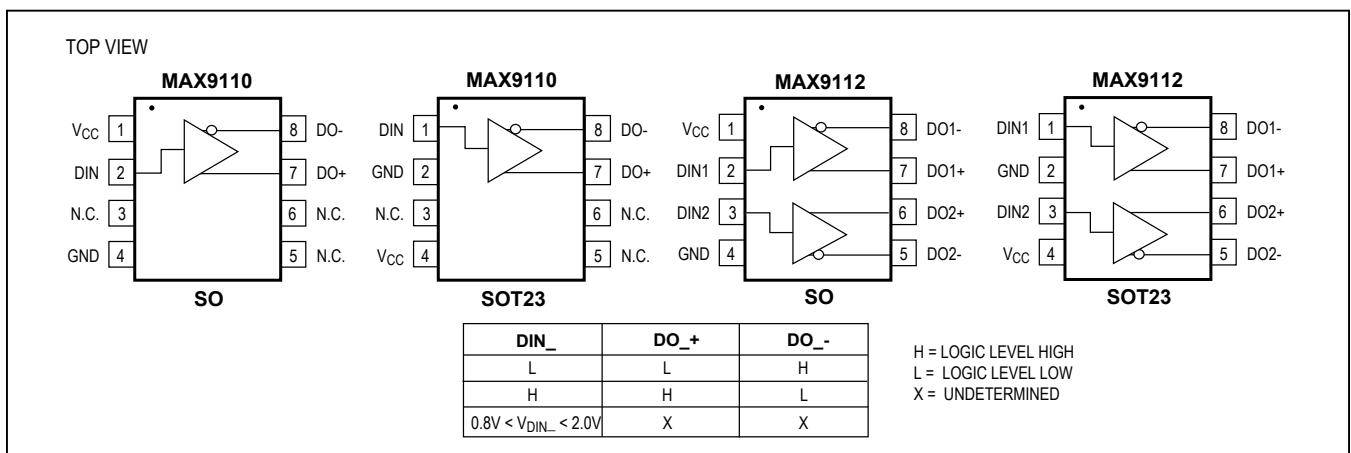 TOP VIEW
MAX9110
VCC 1
8 DO-
DIN 2
7 DO+
N.C. 3
6 N.C.
GND 4
5 N.C.
SO
MAX9110
DIN 1
8 DO-
GND 2
7 DO+
N.C. 3
6 N.C.
VCC 4
5 N.C.
SOT23
MAX9112
VCC 1
8 DO1-
DIN1 2
7 DO1+
DIN2 3
6 DO2+
GND 4
5 DO2-
SO
MAX9112
DIN1 1
8 DO1-
GND 2
7 DO1+
DIN2 3
6 DO2+
VCC 4
5 DO2-
SOT23
DIN_ DO_+ DO_-
L L H
H H L
0.8V < VDIN_ < 2.0V X X
H = LOGIC LEVEL HIGH
L = LOGIC LEVEL LOW
X = UNDETERMINED